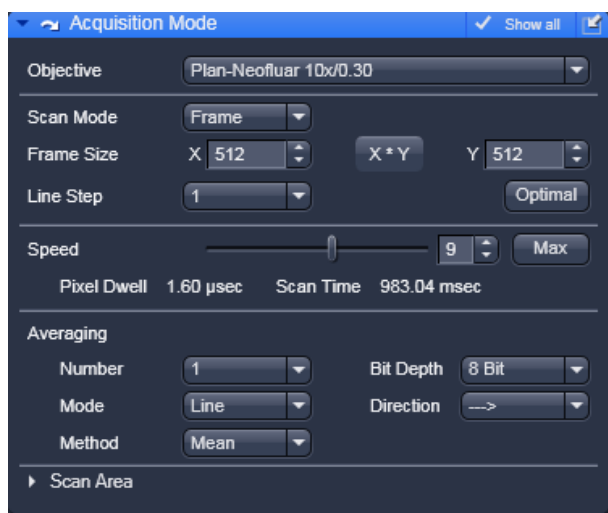 Acquisition Mode Show all
Objective Plan-Neofluar 10x/0.30
Scan Mode Frame
Frame Size X 512 X * Y Y 512
Line Step 1 Optimal
Speed 9 Max
Pixel Dwell 1.60 µsec Scan Time 983.04 msec
Averaging
Number 1 Bit Depth 8 Bit
Mode Line Direction --->
Method Mean
Scan Area